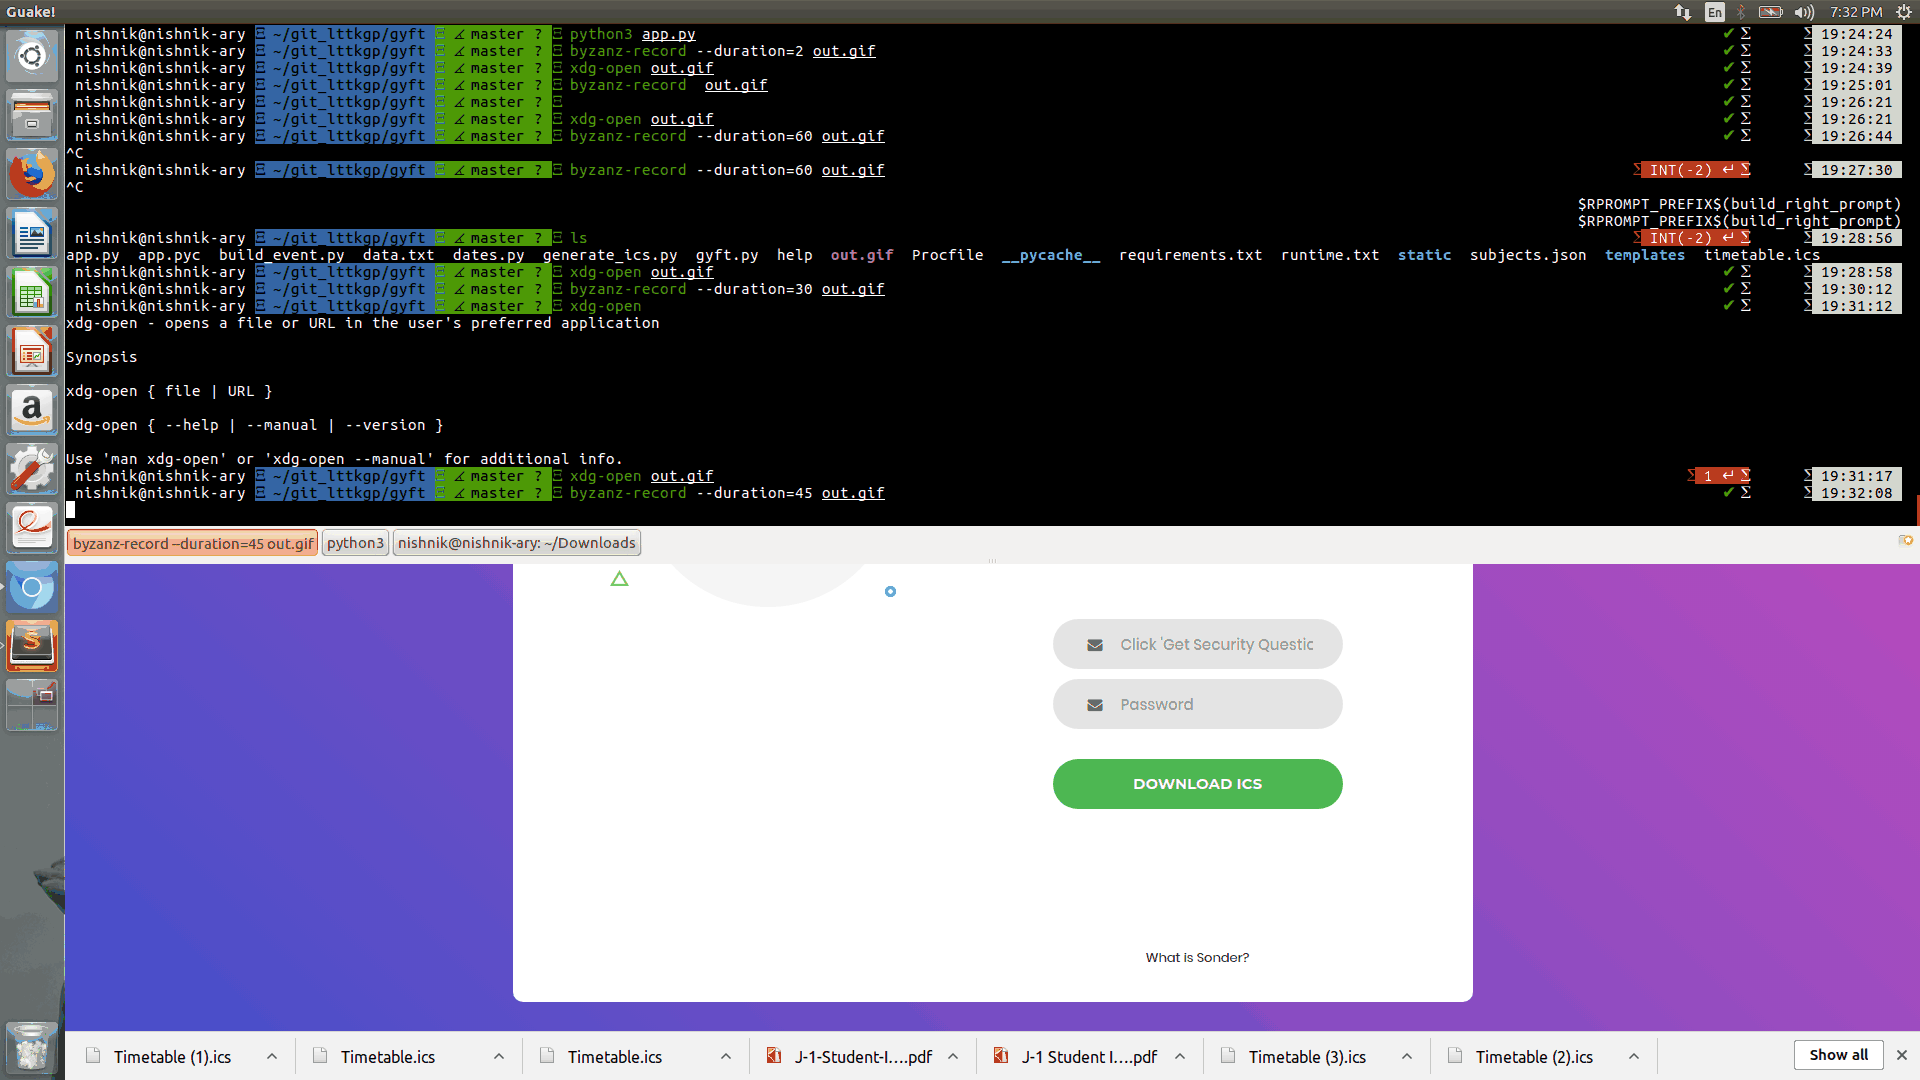 Guake!
En
7:32 PM
nishnik@nishnik-ary ~/git_lttkgp/gyft master ? python3 app.py ✔ Σ Σ 19:24:24
nishnik@nishnik-ary ~/git_lttkgp/gyft master ? byzanz-record --duration=2 out.gif ✔ Σ Σ 19:24:33
nishnik@nishnik-ary ~/git_lttkgp/gyft master ? xdg-open out.gif ✔ Σ Σ 19:24:39
nishnik@nishnik-ary ~/git_lttkgp/gyft master ? byzanz-record  out.gif ✔ Σ Σ 19:25:01
nishnik@nishnik-ary ~/git_lttkgp/gyft master ? ✔ Σ Σ 19:26:21
nishnik@nishnik-ary ~/git_lttkgp/gyft master ? xdg-open out.gif ✔ Σ Σ 19:26:21
nishnik@nishnik-ary ~/git_lttkgp/gyft master ? byzanz-record --duration=60 out.gif ✔ Σ Σ 19:26:44
^C
nishnik@nishnik-ary ~/git_lttkgp/gyft master ? byzanz-record --duration=60 out.gif Σ INT(-2) ↵ Σ Σ 19:27:30
^C
$RPROMPT_PREFIX$(build_right_prompt)
$RPROMPT_PREFIX$(build_right_prompt)
nishnik@nishnik-ary ~/git_lttkgp/gyft master ? ls Σ INT(-2) ↵ Σ Σ 19:28:56
app.py app.pyc build_event.py data.txt dates.py generate_ics.py gyft.py help out.gif Procfile __pycache__ requirements.txt runtime.txt static subjects.json templates timetable.ics
nishnik@nishnik-ary ~/git_lttkgp/gyft master ? xdg-open out.gif ✔ Σ Σ 19:28:58
nishnik@nishnik-ary ~/git_lttkgp/gyft master ? byzanz-record --duration=30 out.gif ✔ Σ Σ 19:30:12
nishnik@nishnik-ary ~/git_lttkgp/gyft master ? xdg-open ✔ Σ Σ 19:31:12
xdg-open - opens a file or URL in the user's preferred application
Synopsis
xdg-open { file | URL }
xdg-open { --help | --manual | --version }
Use 'man xdg-open' or 'xdg-open --manual' for additional info.
nishnik@nishnik-ary ~/git_lttkgp/gyft master ? xdg-open out.gif Σ 1 ↵ Σ Σ 19:31:17
nishnik@nishnik-ary ~/git_lttkgp/gyft master ? byzanz-record --duration=45 out.gif ✔ Σ Σ 19:32:08
byzanz-record --duration=45 out.gif
python3
nishnik@nishnik-ary: ~/Downloads
Click 'Get Security Questic
Password
DOWNLOAD ICS
What is Sonder?
Timetable (1).ics
Timetable.ics
Timetable.ics
J-1-Student-I....pdf
J-1 Student I....pdf
Timetable (3).ics
Timetable (2).ics
Show all